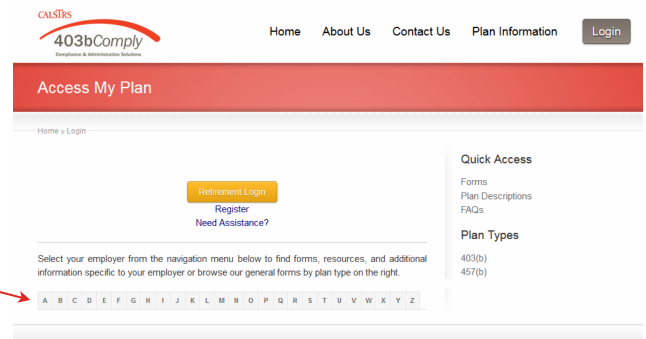 CALSTRS
403bComply
Compliance & Administration Solutions
Home About Us Contact Us Plan Information Login
Access My Plan
Home » Login
Retirement Login
Register
Need Assistance?
Select your employer from the navigation menu below to find forms, resources, and additional
information specific to your employer or browse our general forms by plan type on the right.
A B C D E F G H I J K L M N O P Q R S T U V W X Y Z
Quick Access
Forms
Plan Descriptions
FAQs
Plan Types
403(b)
457(b)